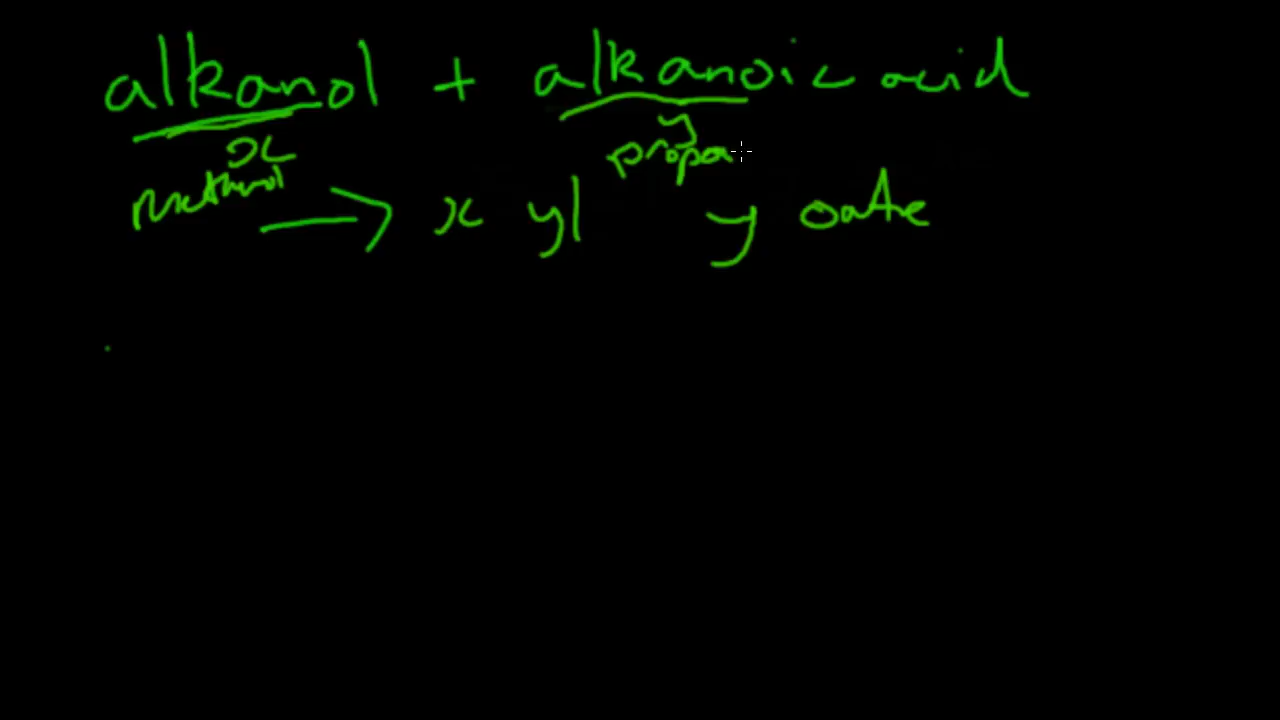 alkanol + alkanoic acid
x y
methanol propa
→ x yl y oate